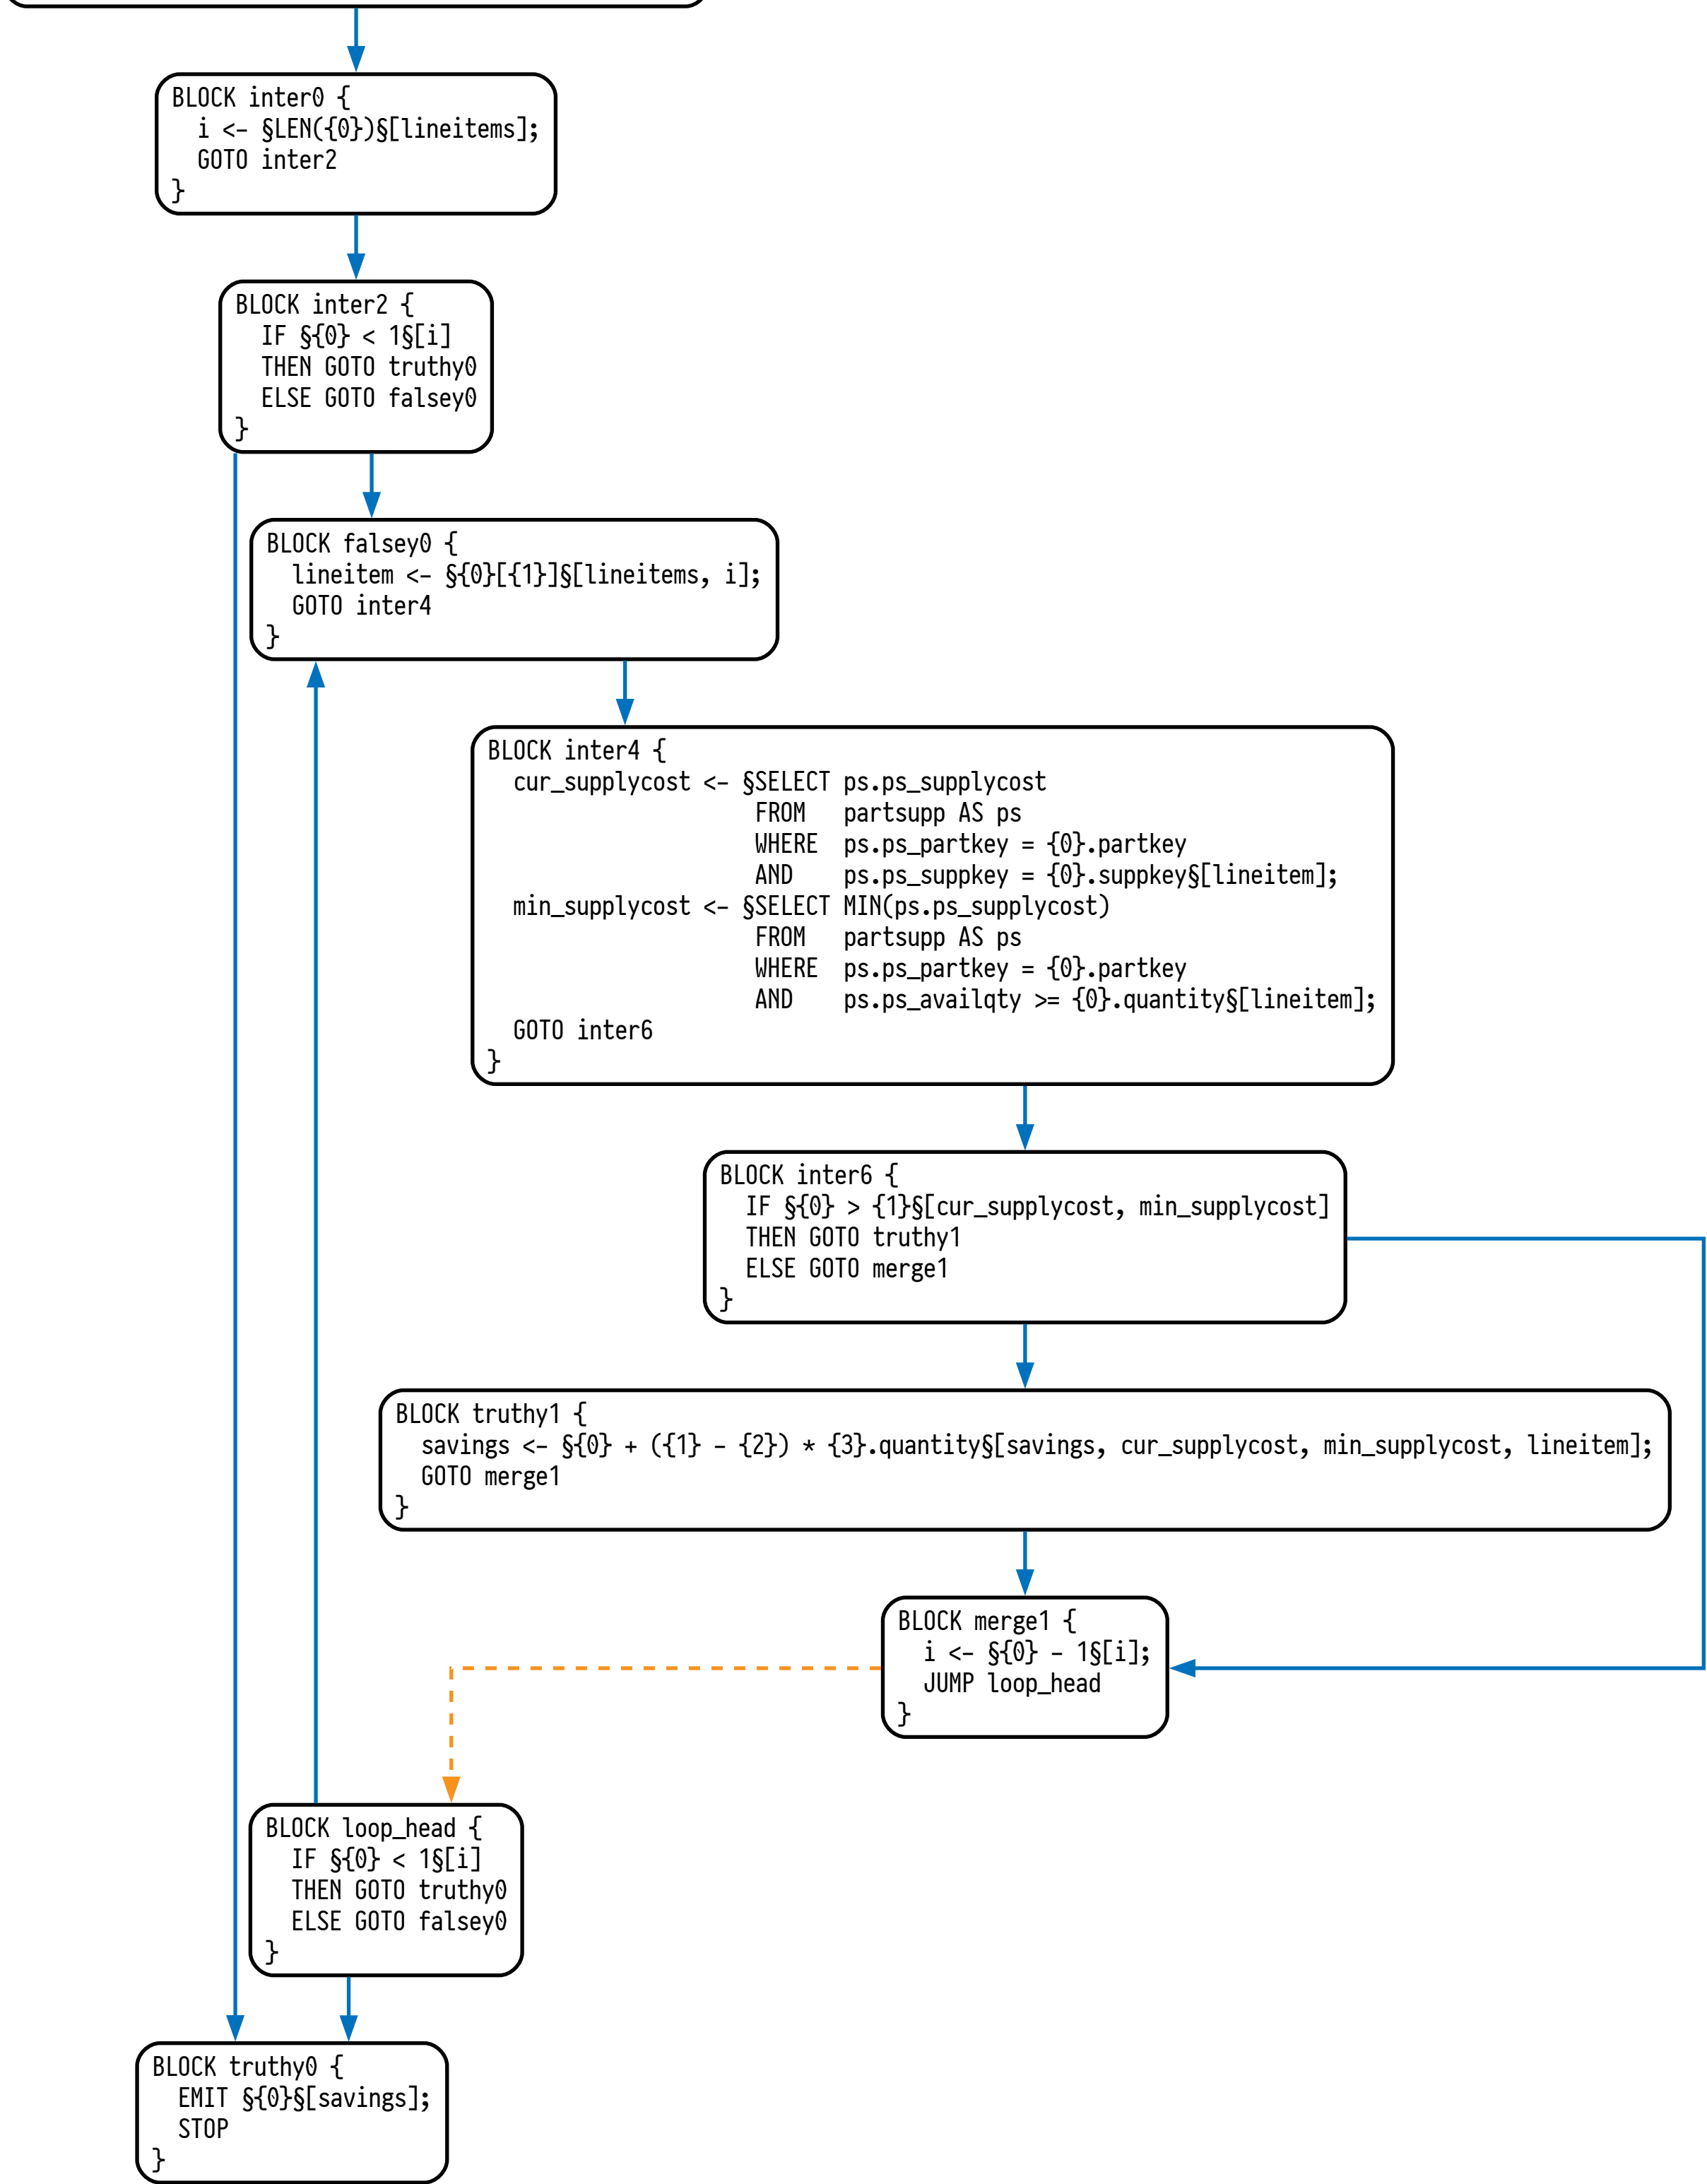 BLOCK inter0 {
  i <- §LEN({0})§[lineitems];
  GOTO inter2
}
BLOCK inter2 {
  IF §{0} < 1§[i]
  THEN GOTO truthy0
  ELSE GOTO falsey0
}
BLOCK falsey0 {
  lineitem <- §{0}[{1}]§[lineitems, i];
  GOTO inter4
}
BLOCK inter4 {
  cur_supplycost <- §SELECT ps.ps_supplycost
                     FROM   partsupp AS ps
                     WHERE  ps.ps_partkey = {0}.partkey
                     AND    ps.ps_suppkey = {0}.suppkey§[lineitem];
  min_supplycost <- §SELECT MIN(ps.ps_supplycost)
                     FROM   partsupp AS ps
                     WHERE  ps.ps_partkey = {0}.partkey
                     AND    ps.ps_availqty >= {0}.quantity§[lineitem];
  GOTO inter6
}
BLOCK inter6 {
  IF §{0} > {1}§[cur_supplycost, min_supplycost]
  THEN GOTO truthy1
  ELSE GOTO merge1
}
BLOCK truthy1 {
  savings <- §{0} + ({1} - {2}) * {3}.quantity§[savings, cur_supplycost, min_supplycost, lineitem];
  GOTO merge1
}
BLOCK merge1 {
  i <- §{0} - 1§[i];
  JUMP loop_head
}
BLOCK loop_head {
  IF §{0} < 1§[i]
  THEN GOTO truthy0
  ELSE GOTO falsey0
}
BLOCK truthy0 {
  EMIT §{0}§[savings];
  STOP
}